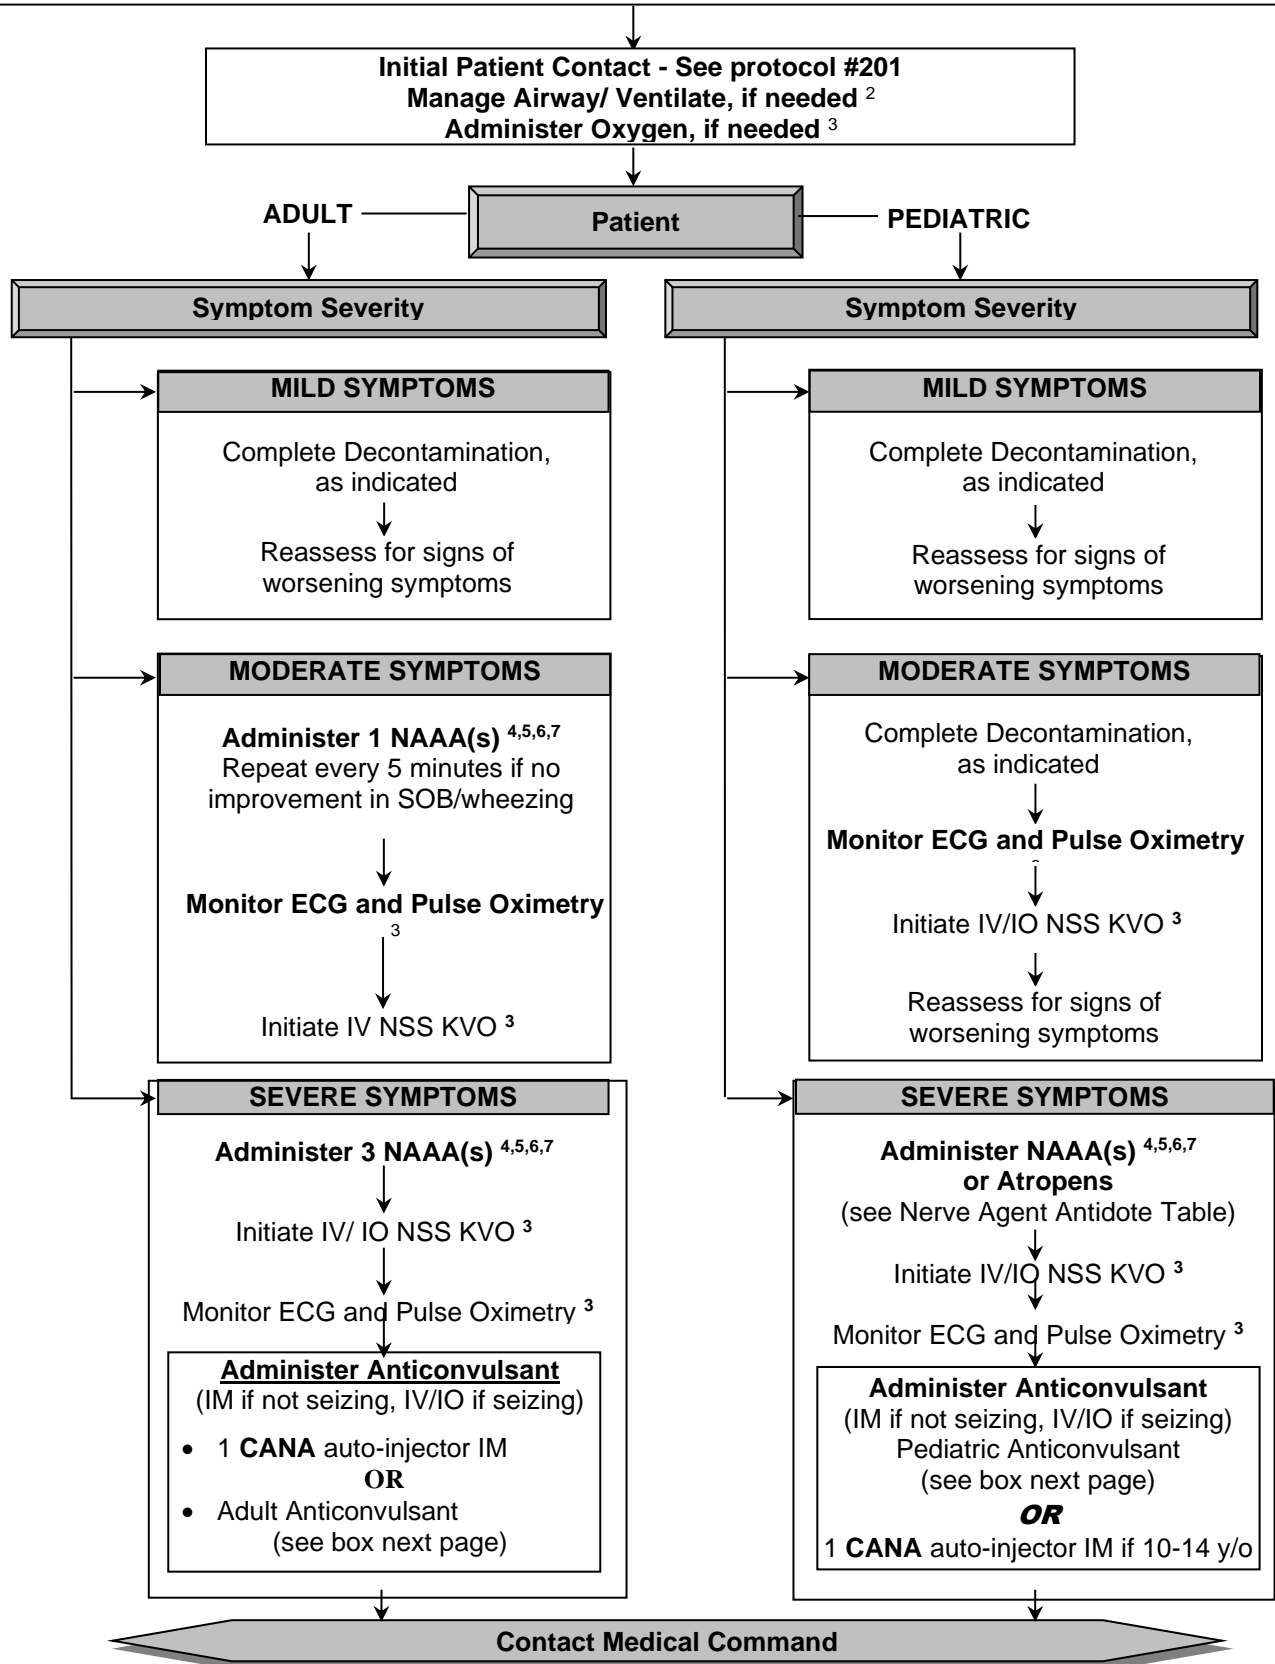 Initial Patient Contact - See protocol #201
Manage Airway/ Ventilate, if needed 2
Administer Oxygen, if needed 3
ADULT
Patient
PEDIATRIC
Symptom Severity
MILD SYMPTOMS
Complete Decontamination,
as indicated
Reassess for signs of
worsening symptoms
MODERATE SYMPTOMS
Administer 1 NAAA(s) 4,5,6,7
Repeat every 5 minutes if no
improvement in SOB/wheezing
Monitor ECG and Pulse Oximetry
3
Initiate IV NSS KVO 3
SEVERE SYMPTOMS
Administer 3 NAAA(s) 4,5,6,7
Initiate IV/ IO NSS KVO 3
Monitor ECG and Pulse Oximetry 3
Administer Anticonvulsant
(IM if not seizing, IV/IO if seizing)
• 1 CANA auto-injector IM
OR
• Adult Anticonvulsant
(see box next page)
Symptom Severity
MILD SYMPTOMS
Complete Decontamination,
as indicated
Reassess for signs of
worsening symptoms
MODERATE SYMPTOMS
Complete Decontamination,
as indicated
Monitor ECG and Pulse Oximetry
Initiate IV/IO NSS KVO 3
Reassess for signs of
worsening symptoms
SEVERE SYMPTOMS
Administer NAAA(s) 4,5,6,7
or Atropens
(see Nerve Agent Antidote Table)
Initiate IV/IO NSS KVO 3
Monitor ECG and Pulse Oximetry 3
Administer Anticonvulsant
(IM if not seizing, IV/IO if seizing)
Pediatric Anticonvulsant
(see box next page)
OR
1 CANA auto-injector IM if 10-14 y/o
Contact Medical Command